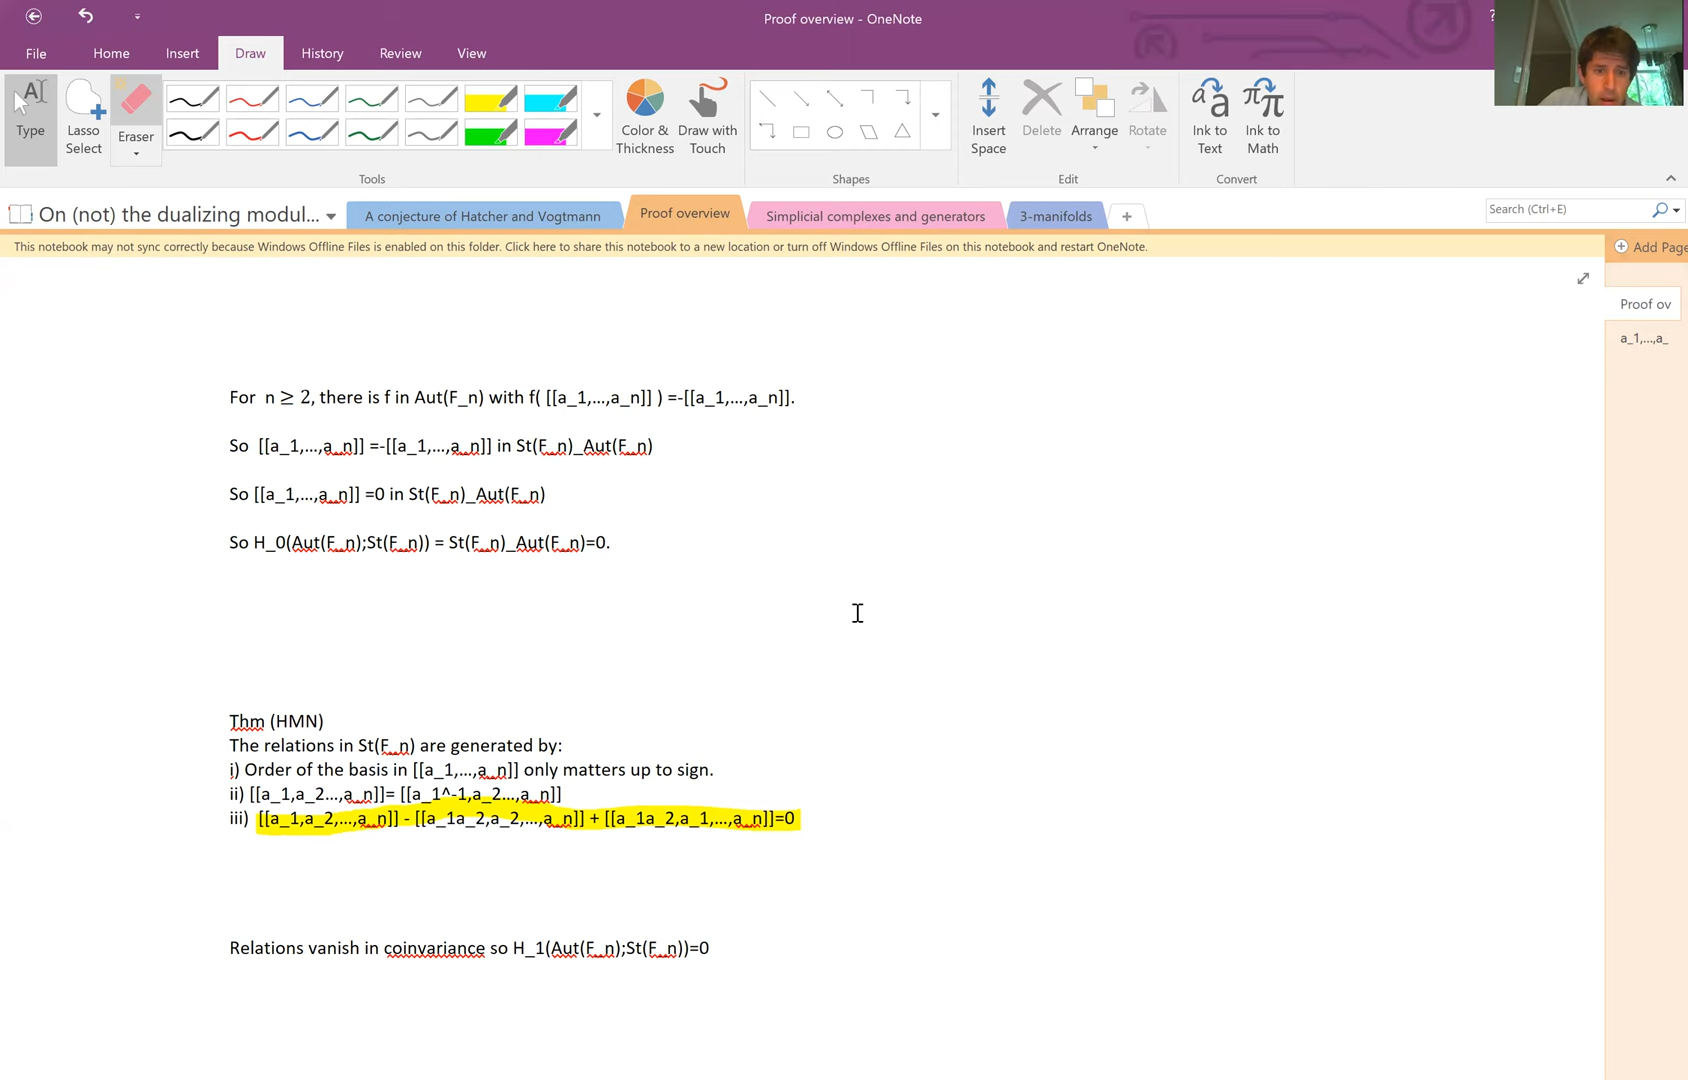 Proof overview - OneNote
?
File Home Insert Draw History Review View
Type
Lasso Select
Eraser
Color & Thickness
Draw with Touch
Insert Space
Delete
Arrange
Rotate
Ink to Text
Ink to Math
Tools
Shapes
Edit
Convert
On (not) the dualizing modul...
A conjecture of Hatcher and Vogtmann
Proof overview
Simplicial complexes and generators
3-manifolds
Search (Ctrl+E)
This notebook may not sync correctly because Windows Offline Files is enabled on this folder. Click here to share this notebook to a new location or turn off Windows Offline Files on this notebook and restart OneNote.
Add Page
Proof ov
a_1,...,a_
For n ≥ 2, there is f in Aut(F_n) with f( [[a_1,...,a_n]] ) =-[[a_1,...,a_n]].
So [[a_1,...,a_n]] =-[[a_1,...,a_n]] in St(F_n)_Aut(F_n)
So [[a_1,...,a_n]] =0 in St(F_n)_Aut(F_n)
So H_0(Aut(F_n);St(F_n)) = St(F_n)_Aut(F_n)=0.
Thm (HMN)
The relations in St(F_n) are generated by:
i) Order of the basis in [[a_1,...,a_n]] only matters up to sign.
ii) [[a_1,a_2...,a_n]]= [[a_1^-1,a_2...,a_n]]
iii) [[a_1,a_2,...,a_n]] - [[a_1a_2,a_2,...,a_n]] + [[a_1a_2,a_1,...,a_n]]=0
Relations vanish in coinvariance so H_1(Aut(F_n);St(F_n))=0